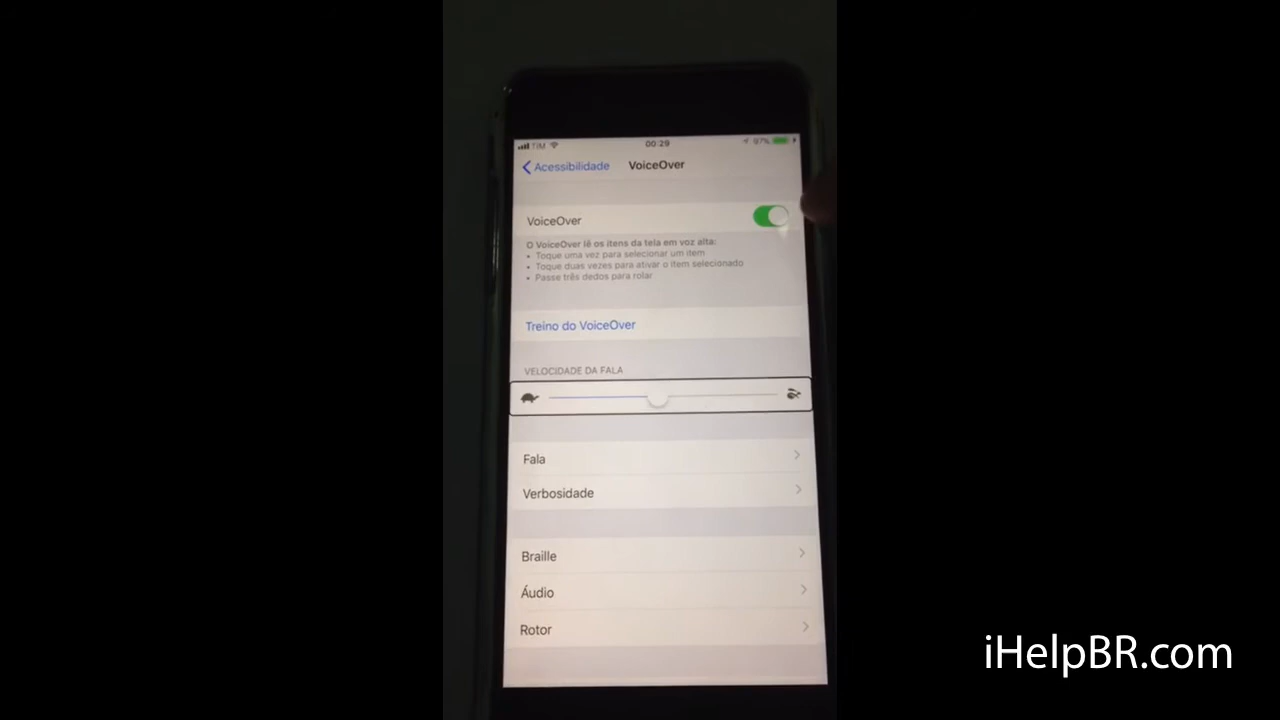 TIM 00:29 97%
Acessibilidade VoiceOver
VoiceOver
O VoiceOver lê os itens da tela em voz alta:
• Toque uma vez para selecionar um item
• Toque duas vezes para ativar o item selecionado
• Passe três dedos para rolar
Treino do VoiceOver
VELOCIDADE DA FALA
Fala
Verbosidade
Braille
Áudio
Rotor
iHelpBR.com